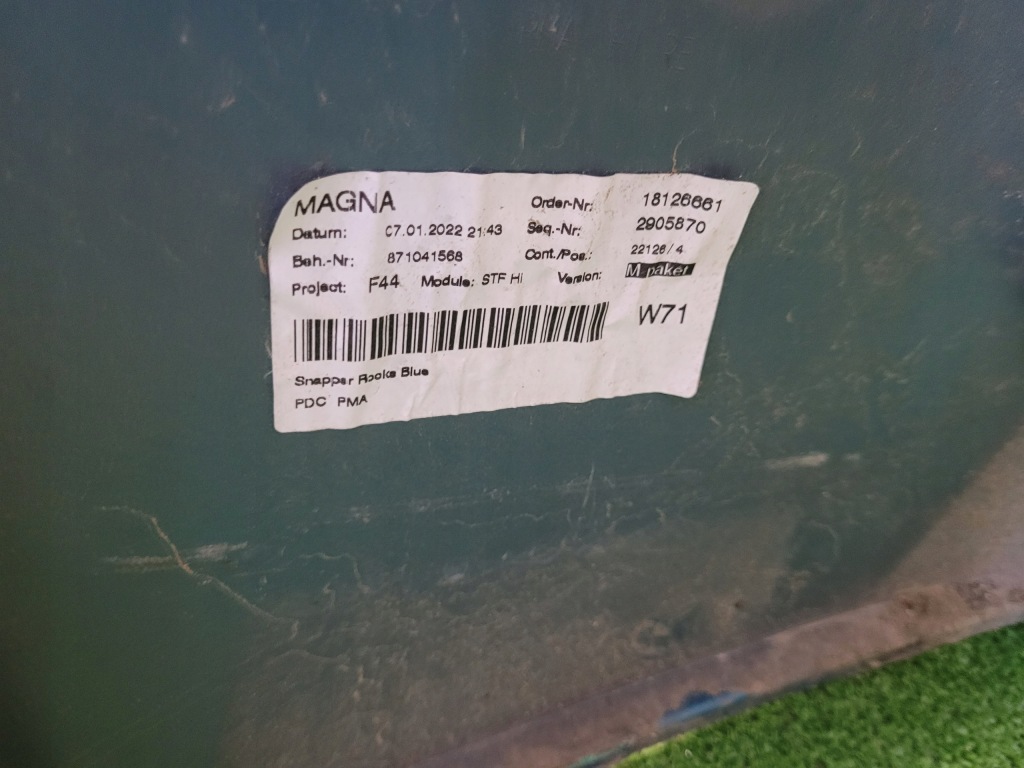 MAGNA Order-Nr: 18126661
Datum: 07.01.2022 21:43 Seq.-Nr: 2905870
Beh.-Nr: 871041568 Cont./Pos.: 22126/4
Project: F44 Module: STF Hi Version: M paket
W71
Snapper Rocks Blue
PDC PMA